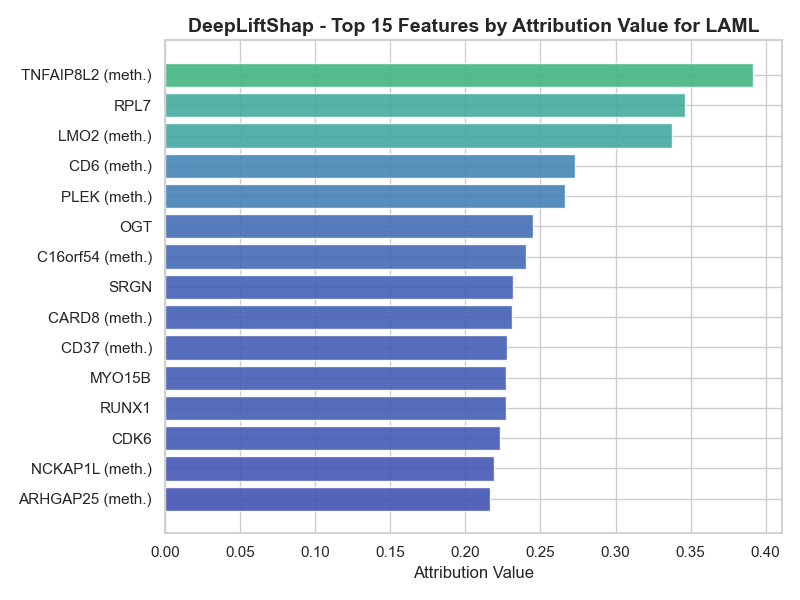 DeepLiftShap - Top 15 Features by Attribution Value for LAML
TNFAIP8L2 (meth.)
RPL7
LMO2 (meth.)
CD6 (meth.)
PLEK (meth.)
OGT
C16orf54 (meth.)
SRGN
CARD8 (meth.)
CD37 (meth.)
MYO15B
RUNX1
CDK6
NCKAP1L (meth.)
ARHGAP25 (meth.)
0.00 0.05 0.10 0.15 0.20 0.25 0.30 0.35 0.40
Attribution Value